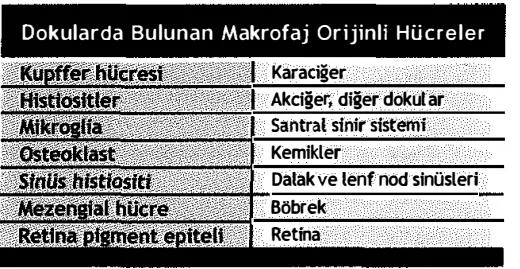 Dokularda Bulunan Makrofaj Orijinli Hücreler
Kupffer hücresi Karaciğer
Histiositler Akciğer, diğer dokular
Mikroglia Santral sinir sistemi
Osteoklast Kemikler
Sinüs histiositi Dalak ve lenf nod sinüsleri
Mezengial hücre Böbrek
Retina pigment epiteli Retina